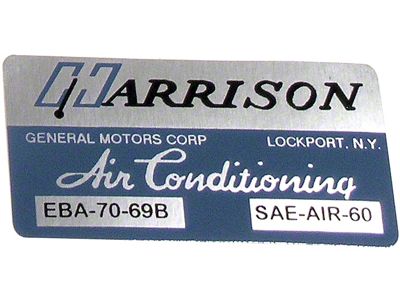 HARRISON
GENERAL MOTORS CORP LOCKPORT, N.Y.
Air Conditioning
EBA-70-69B SAE-AIR-60